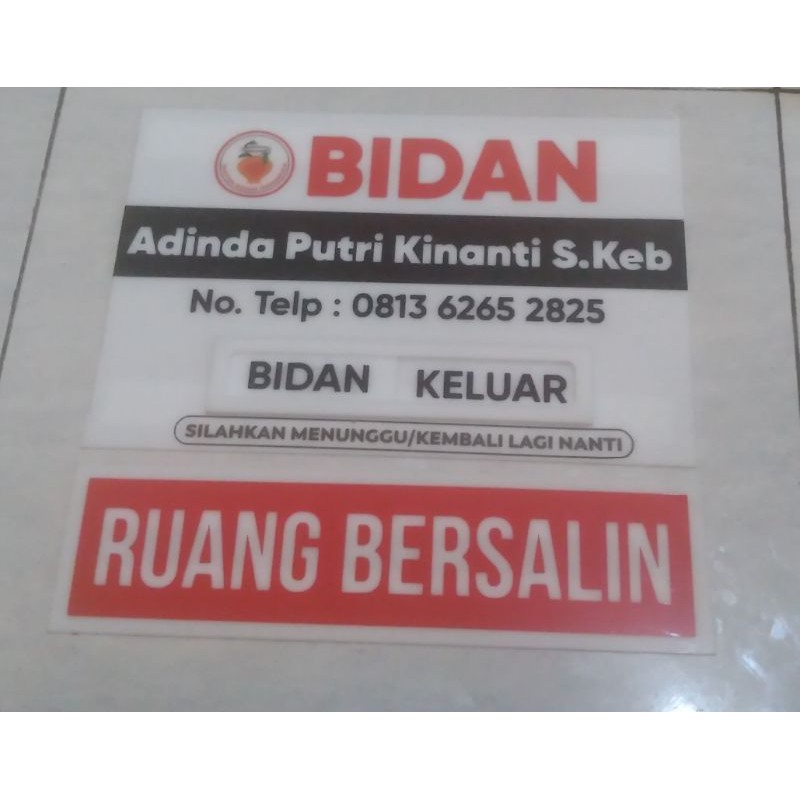 BIDAN
Adinda Putri Kinanti S.Keb
No. Telp : 0813 6265 2825
BIDAN KELUAR
SILAHKAN MENUNGGU/KEMBALI LAGI NANTI
RUANG BERSALIN